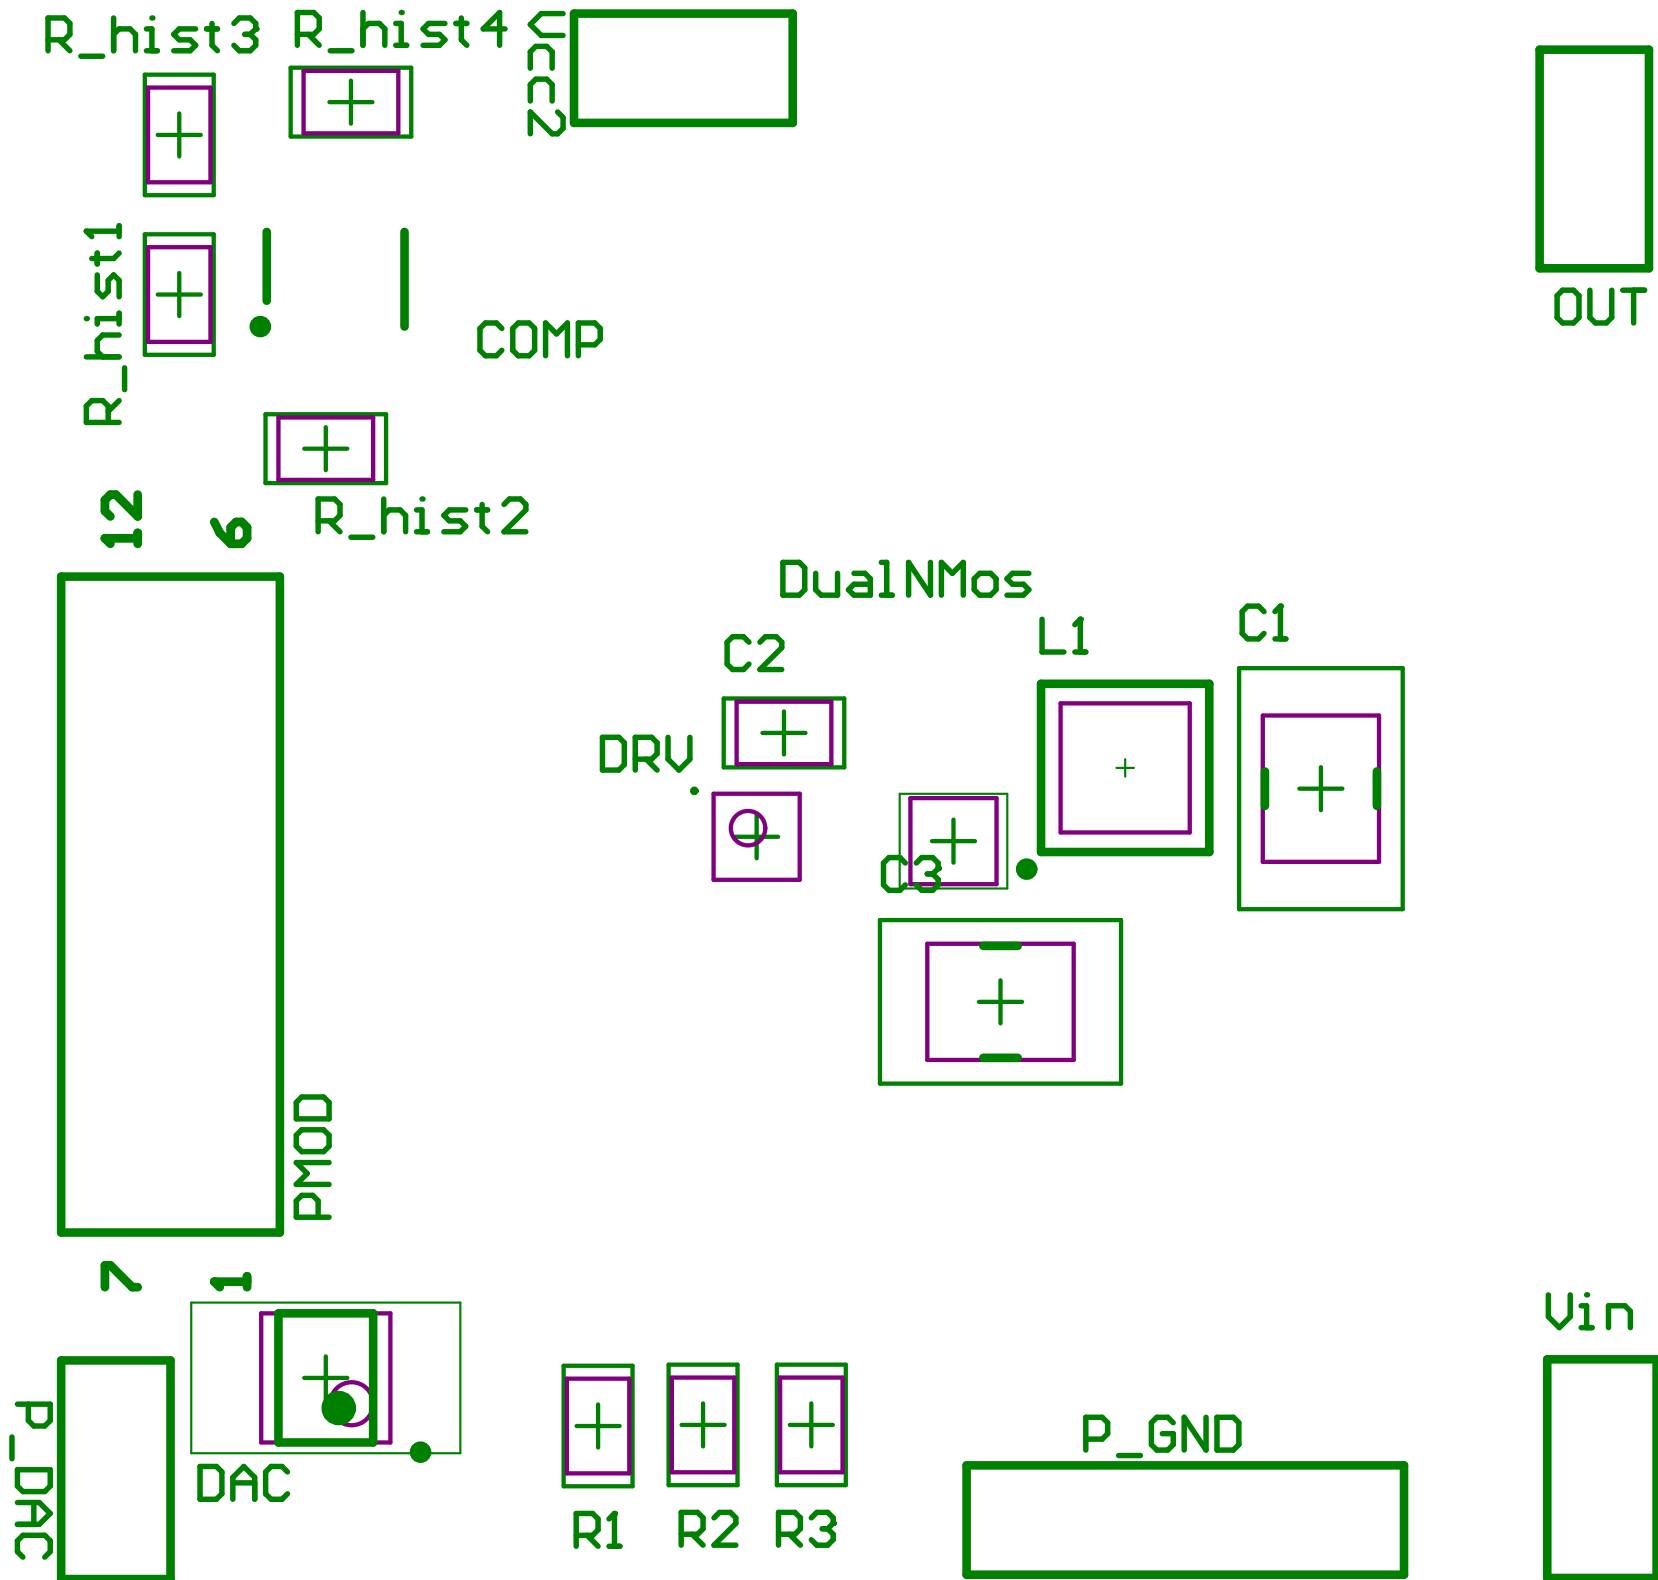 R_hist3
R_hist4
Vcc2
OUT
R_hist1
COMP
R_hist2
12
6
DualNMos
C1
L1
C2
DRV
C3
PMOD
7
1
Vin
P_DAC
DAC
P_GND
R1
R2
R3